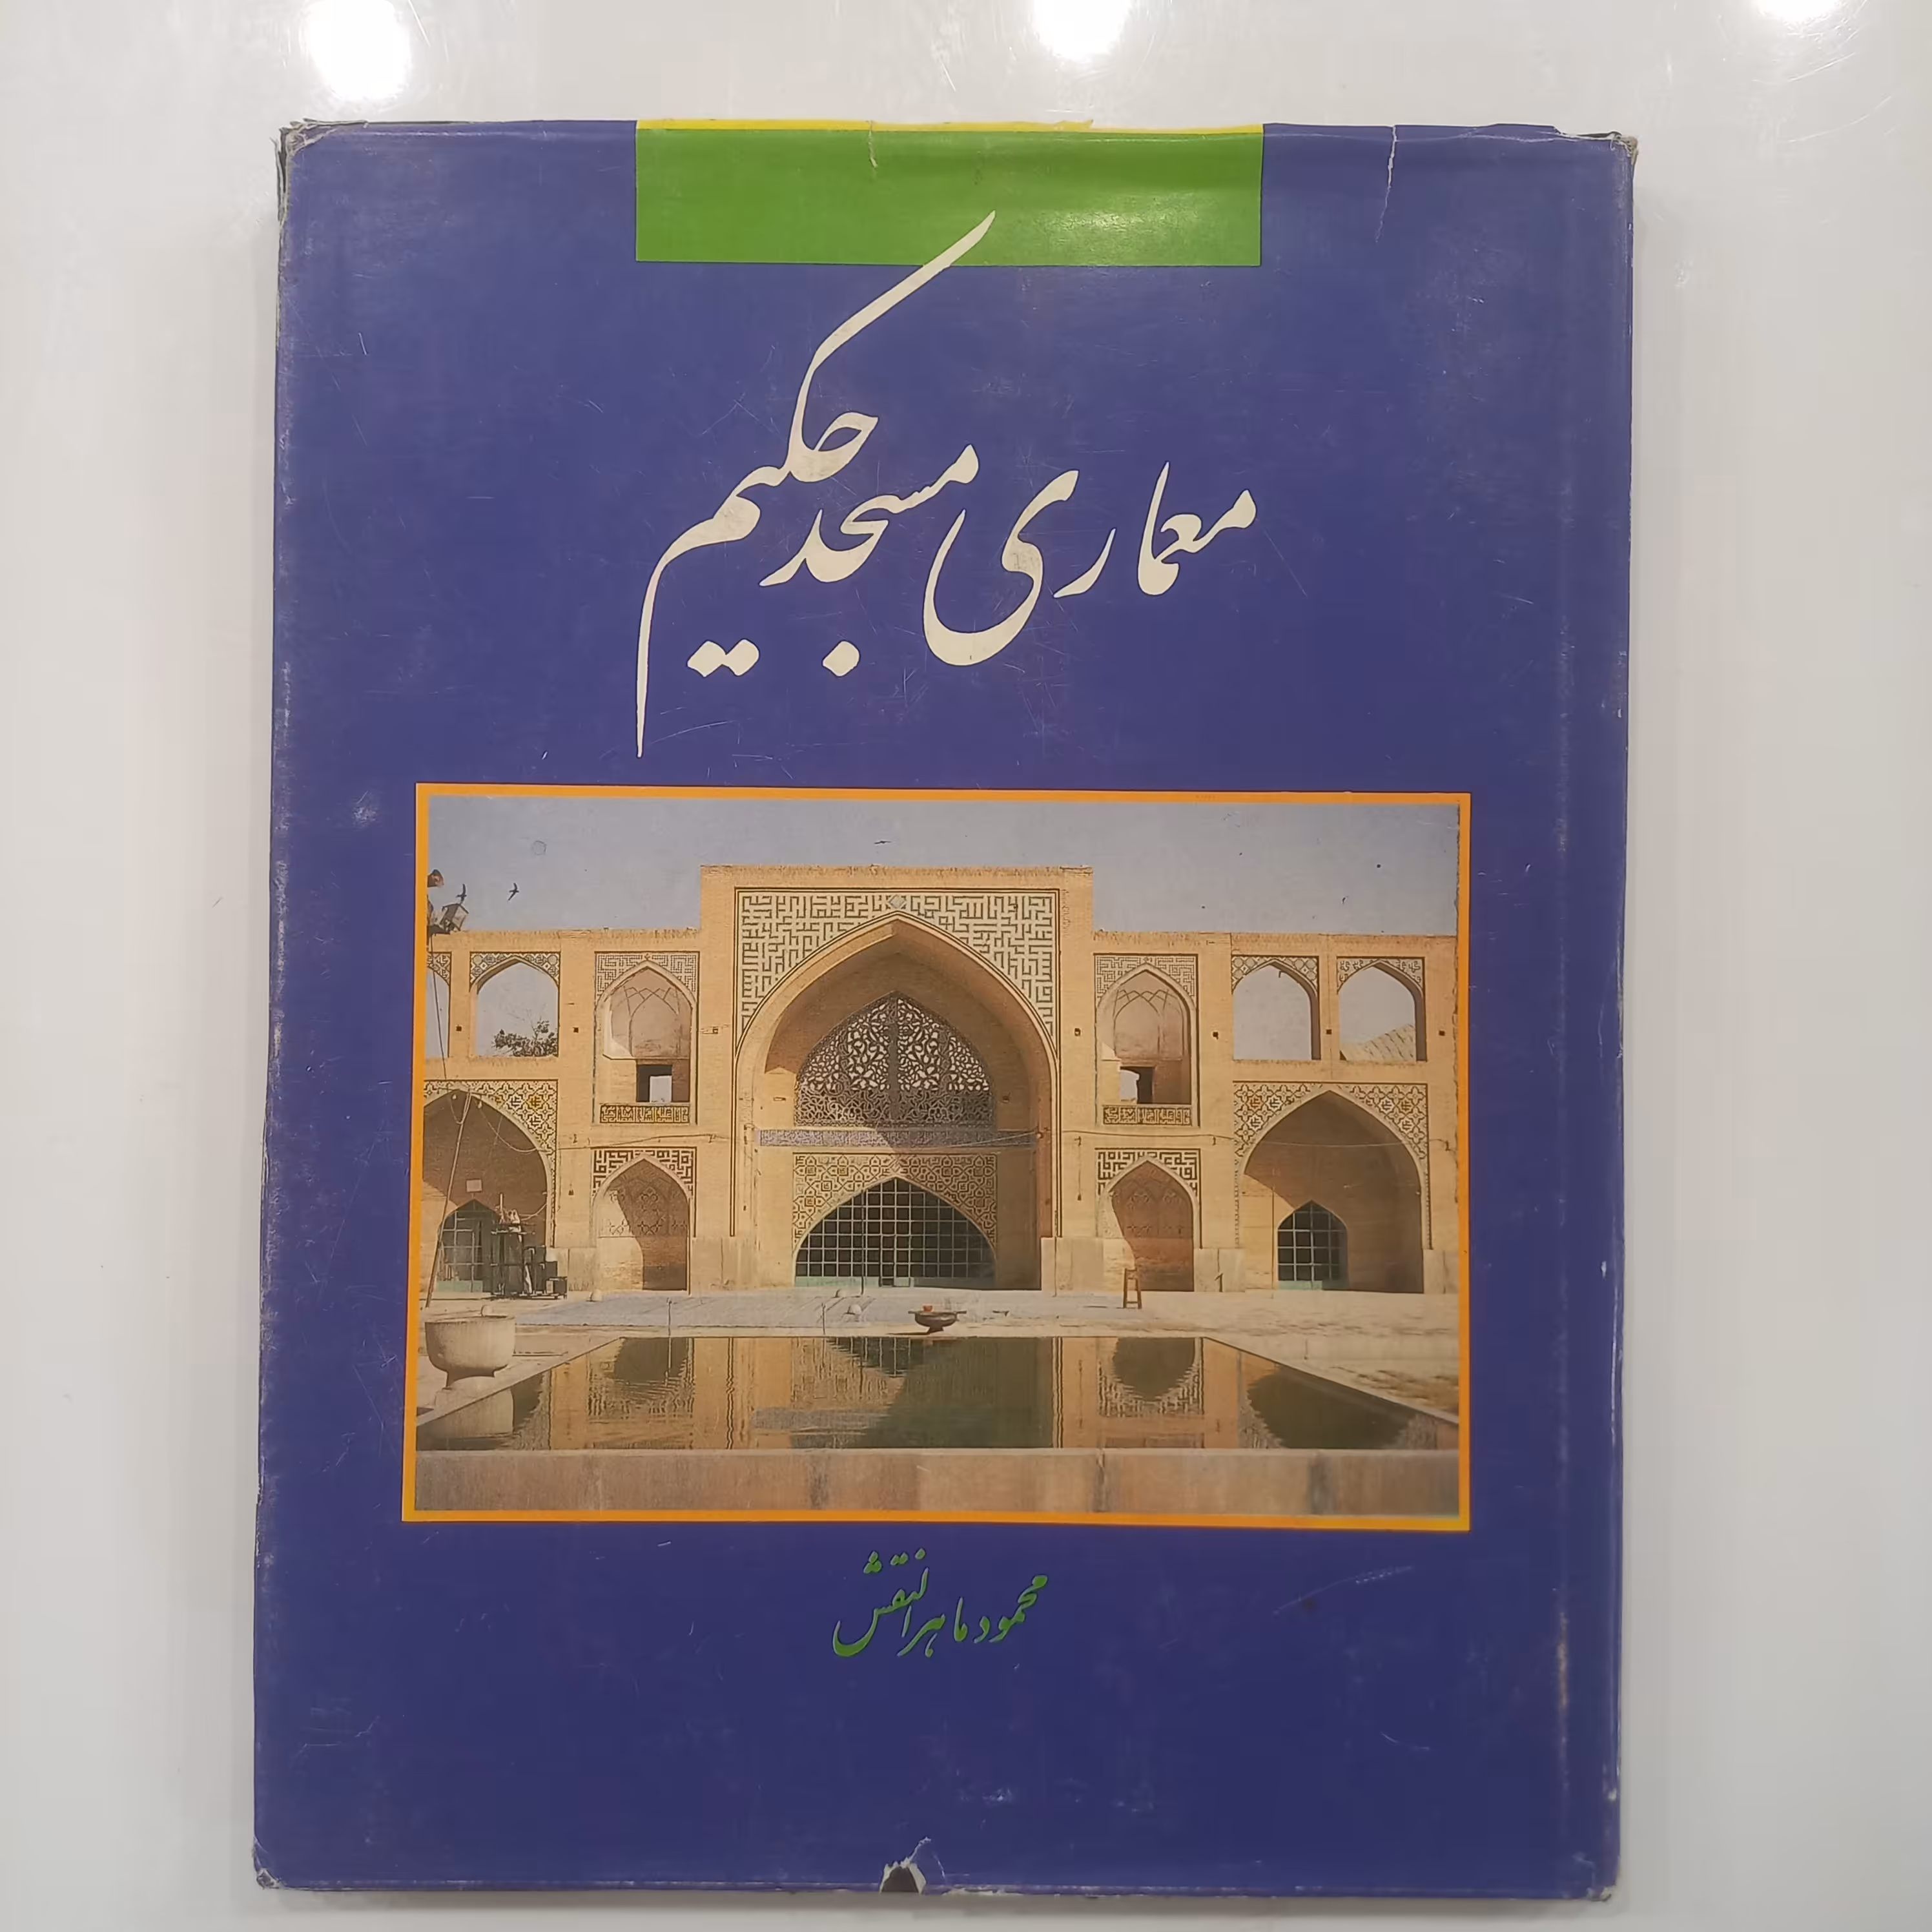 معماری مسجد حکیم
محمود ماهرالنقش